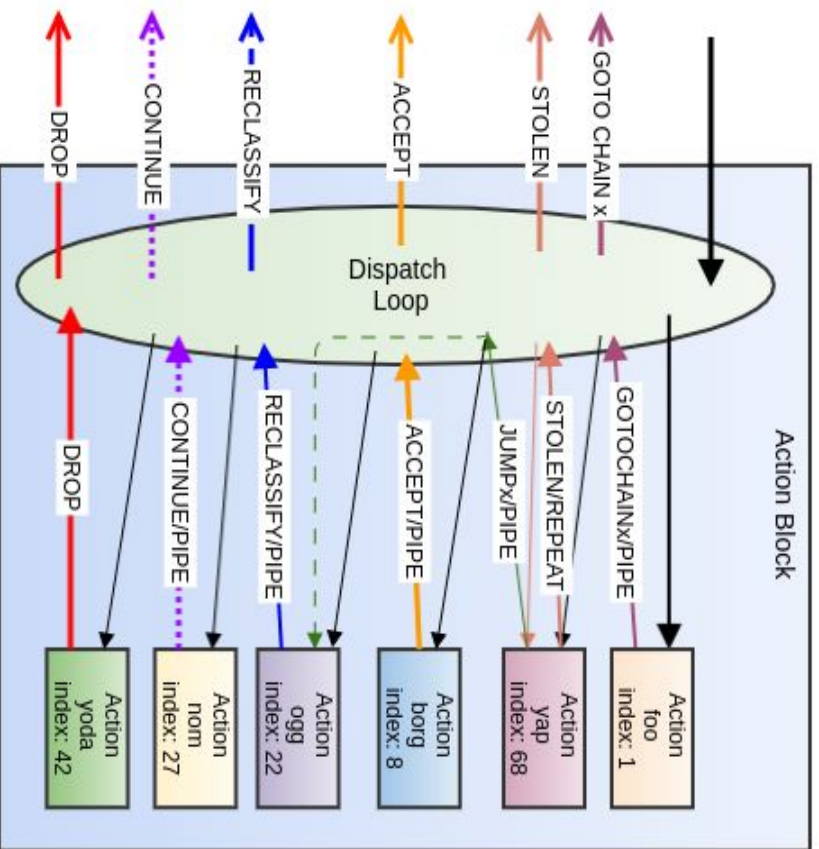 DROP
CONTINUE
RECLASSIFY
ACCEPT
STOLEN
GOTO CHAIN x
Dispatch
Loop
DROP
CONTINUE/PIPE
RECLASSIFY/PIPE
ACCEPT/PIPE
JUMPx/PIPE
STOLEN/REPEAT
GOTOCHAINx/PIPE
Action Block
Action
yoda
index: 42
Action
nom
index: 27
Action
ogg
index: 22
Action
borg
index: 8
Action
yap
index: 68
Action
foo
index: 1